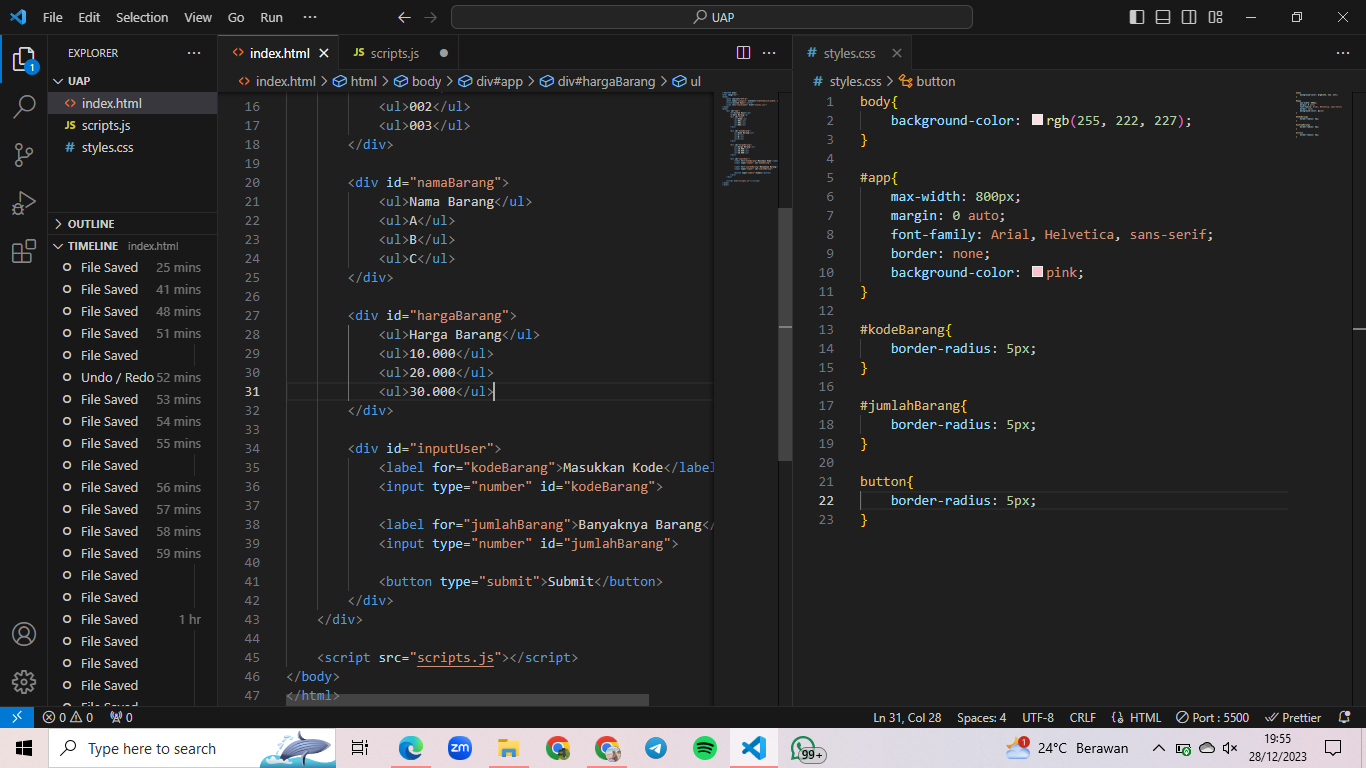 File Edit Selection View Go Run ··· UAP
EXPLORER ···
UAP
index.html
scripts.js
styles.css
OUTLINE
TIMELINE index.html
File Saved 25 mins
File Saved 41 mins
File Saved 48 mins
File Saved 51 mins
File Saved
Undo / Redo 52 mins
File Saved 53 mins
File Saved 54 mins
File Saved 55 mins
File Saved
File Saved 56 mins
File Saved 57 mins
File Saved 58 mins
File Saved 59 mins
File Saved
File Saved
File Saved 1 hr
File Saved
File Saved
File Saved
index.html JS scripts.js
index.html > html > body > div#app > div#hargaBarang > ul
16 <ul>002</ul>
17 <ul>003</ul>
18 </div>
19
20 <div id="namaBarang">
21 <ul>Nama Barang</ul>
22 <ul>A</ul>
23 <ul>B</ul>
24 <ul>C</ul>
25 </div>
26
27 <div id="hargaBarang">
28 <ul>Harga Barang</ul>
29 <ul>10.000</ul>
30 <ul>20.000</ul>
31 <ul>30.000</ul>
32 </div>
33
34 <div id="inputUser">
35 <label for="kodeBarang">Masukkan Kode</label
36 <input type="number" id="kodeBarang">
37
38 <label for="jumlahBarang">Banyaknya Barang</
39 <input type="number" id="jumlahBarang">
40
41 <button type="submit">Submit</button>
42 </div>
43 </div>
44
45 <script src="scripts.js"></script>
46 </body>
47 </html>
# styles.css
# styles.css > button
1 body{
2 background-color: rgb(255, 222, 227);
3 }
4
5 #app{
6 max-width: 800px;
7 margin: 0 auto;
8 font-family: Arial, Helvetica, sans-serif;
9 border: none;
10 background-color: pink;
11 }
12
13 #kodeBarang{
14 border-radius: 5px;
15 }
16
17 #jumlahBarang{
18 border-radius: 5px;
19 }
20
21 button{
22 border-radius: 5px;
23 }
0 0 0 Ln 31, Col 28 Spaces: 4 UTF-8 CRLF HTML Port : 5500 Prettier
Type here to search zm 99+ 1 24°C Berawan 19:55
28/12/2023